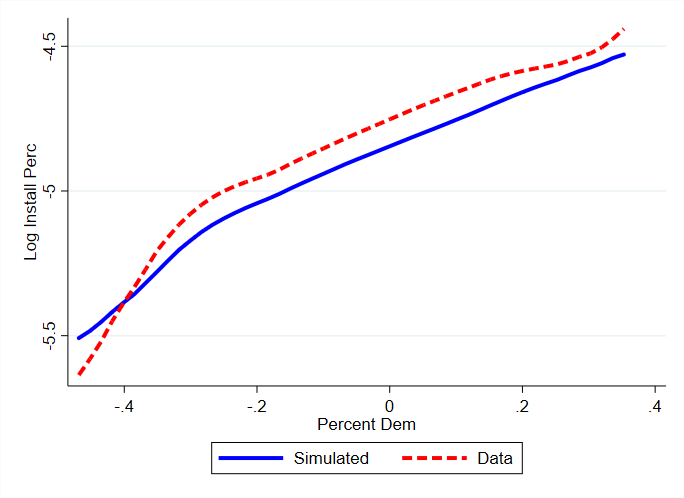 -4.5
-5
-5.5
Log Install Perc
-.4
-.2
0
.2
.4
Percent Dem
Simulated
Data